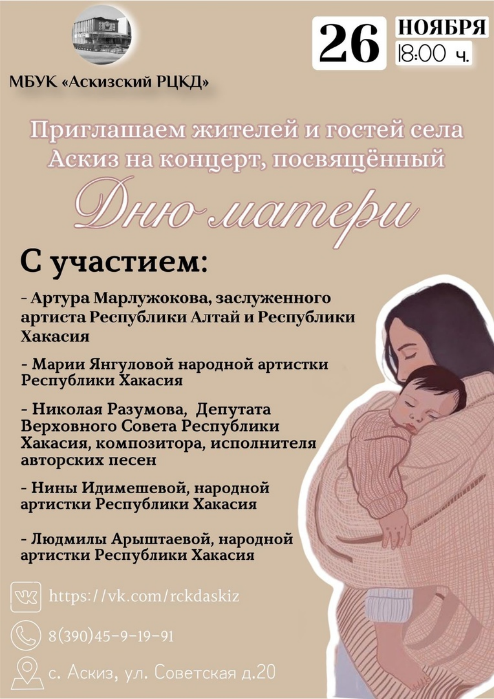 МБУК «Аскизский РЦКД»
26
НОЯБРЯ
18:00 ч.
Приглашаем жителей и гостей села
Аскиз на концерт, посвящённый
Дню матери
С участием:
- Артура Марлужокова, заслуженного
артиста Республики Алтай и Республики
Хакасия
- Марии Янгуловой народной артистки
Республики Хакасия
- Николая Разумова, Депутата
Верховного Совета Республики
Хакасия, композитора, исполнителя
авторских песен
- Нины Идимешевой, народной
артистки Республики Хакасия
- Людмилы Арыштаевой, народной
артистки Республики Хакасия
https://vk.com/rckdaskiz
8(390)45-9-19-91
с. Аскиз, ул. Советская д.20